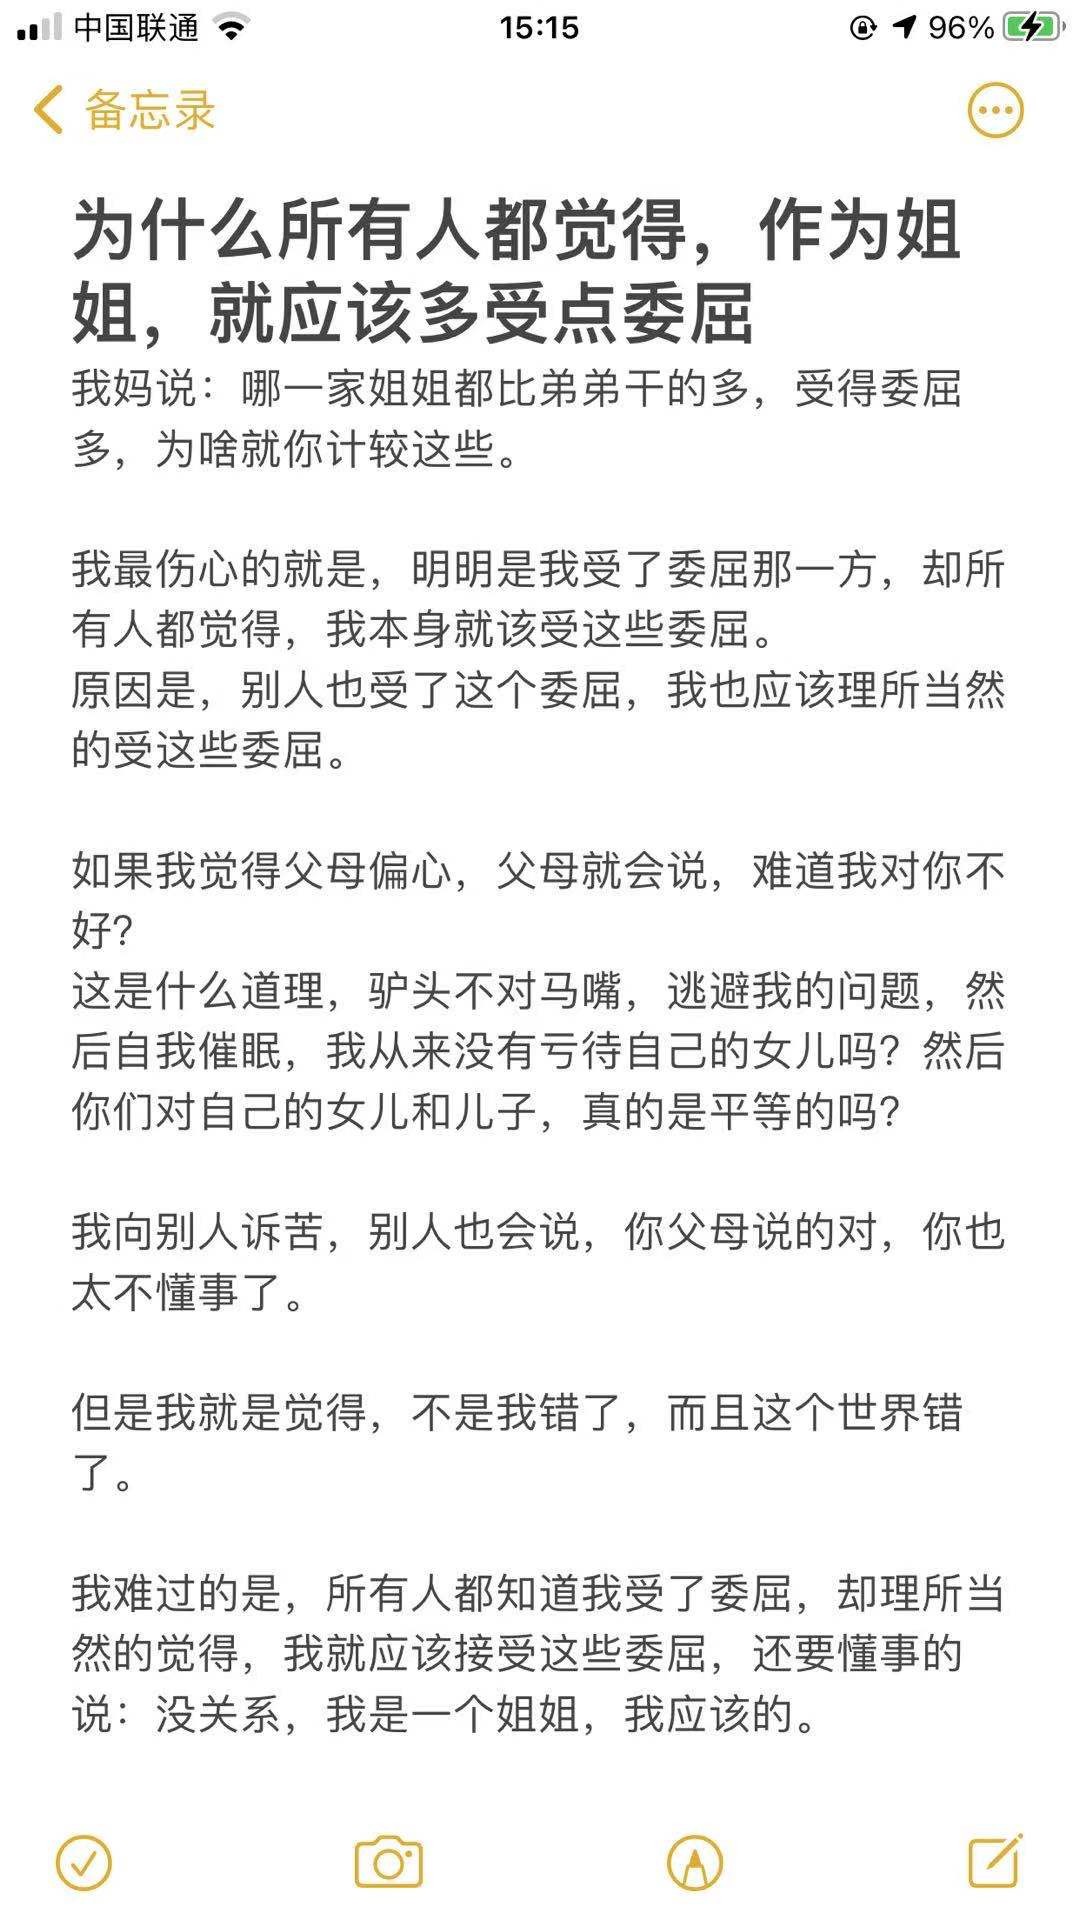 中国联通 15:15 96%
备忘录
为什么所有人都觉得，作为姐
姐，就应该多受点委屈
我妈说：哪一家姐姐都比弟弟干的多，受得委屈
多，为啥就你计较这些。
我最伤心的就是，明明是我受了委屈那一方，却所
有人都觉得，我本身就该受这些委屈。
原因是，别人也受了这个委屈，我也应该理所当然
的受这些委屈。
如果我觉得父母偏心，父母就会说，难道我对你不
好？
这是什么道理，驴头不对马嘴，逃避我的问题，然
后自我催眠，我从来没有亏待自己的女儿吗？然后
你们对自己的女儿和儿子，真的是平等的吗？
我向别人诉苦，别人也会说，你父母说的对，你也
太不懂事了。
但是我就是觉得，不是我错了，而且这个世界错
了。
我难过的是，所有人都知道我受了委屈，却理所当
然的觉得，我就应该接受这些委屈，还要懂事的
说：没关系，我是一个姐姐，我应该的。